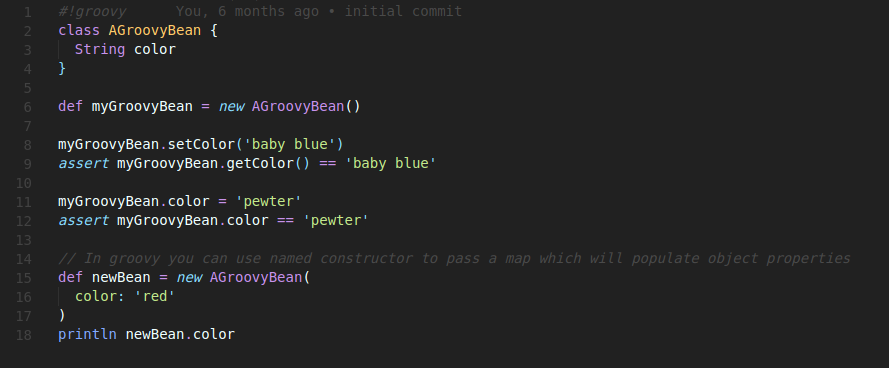 1 #!groovy You, 6 months ago • initial commit
2 class AGroovyBean {
3 String color
4 }
5
6 def myGroovyBean = new AGroovyBean()
7
8 myGroovyBean.setColor('baby blue')
9 assert myGroovyBean.getColor() == 'baby blue'
10
11 myGroovyBean.color = 'pewter'
12 assert myGroovyBean.color == 'pewter'
13
14 // In groovy you can use named constructor to pass a map which will populate object properties
15 def newBean = new AGroovyBean(
16 color: 'red'
17 )
18 println newBean.color